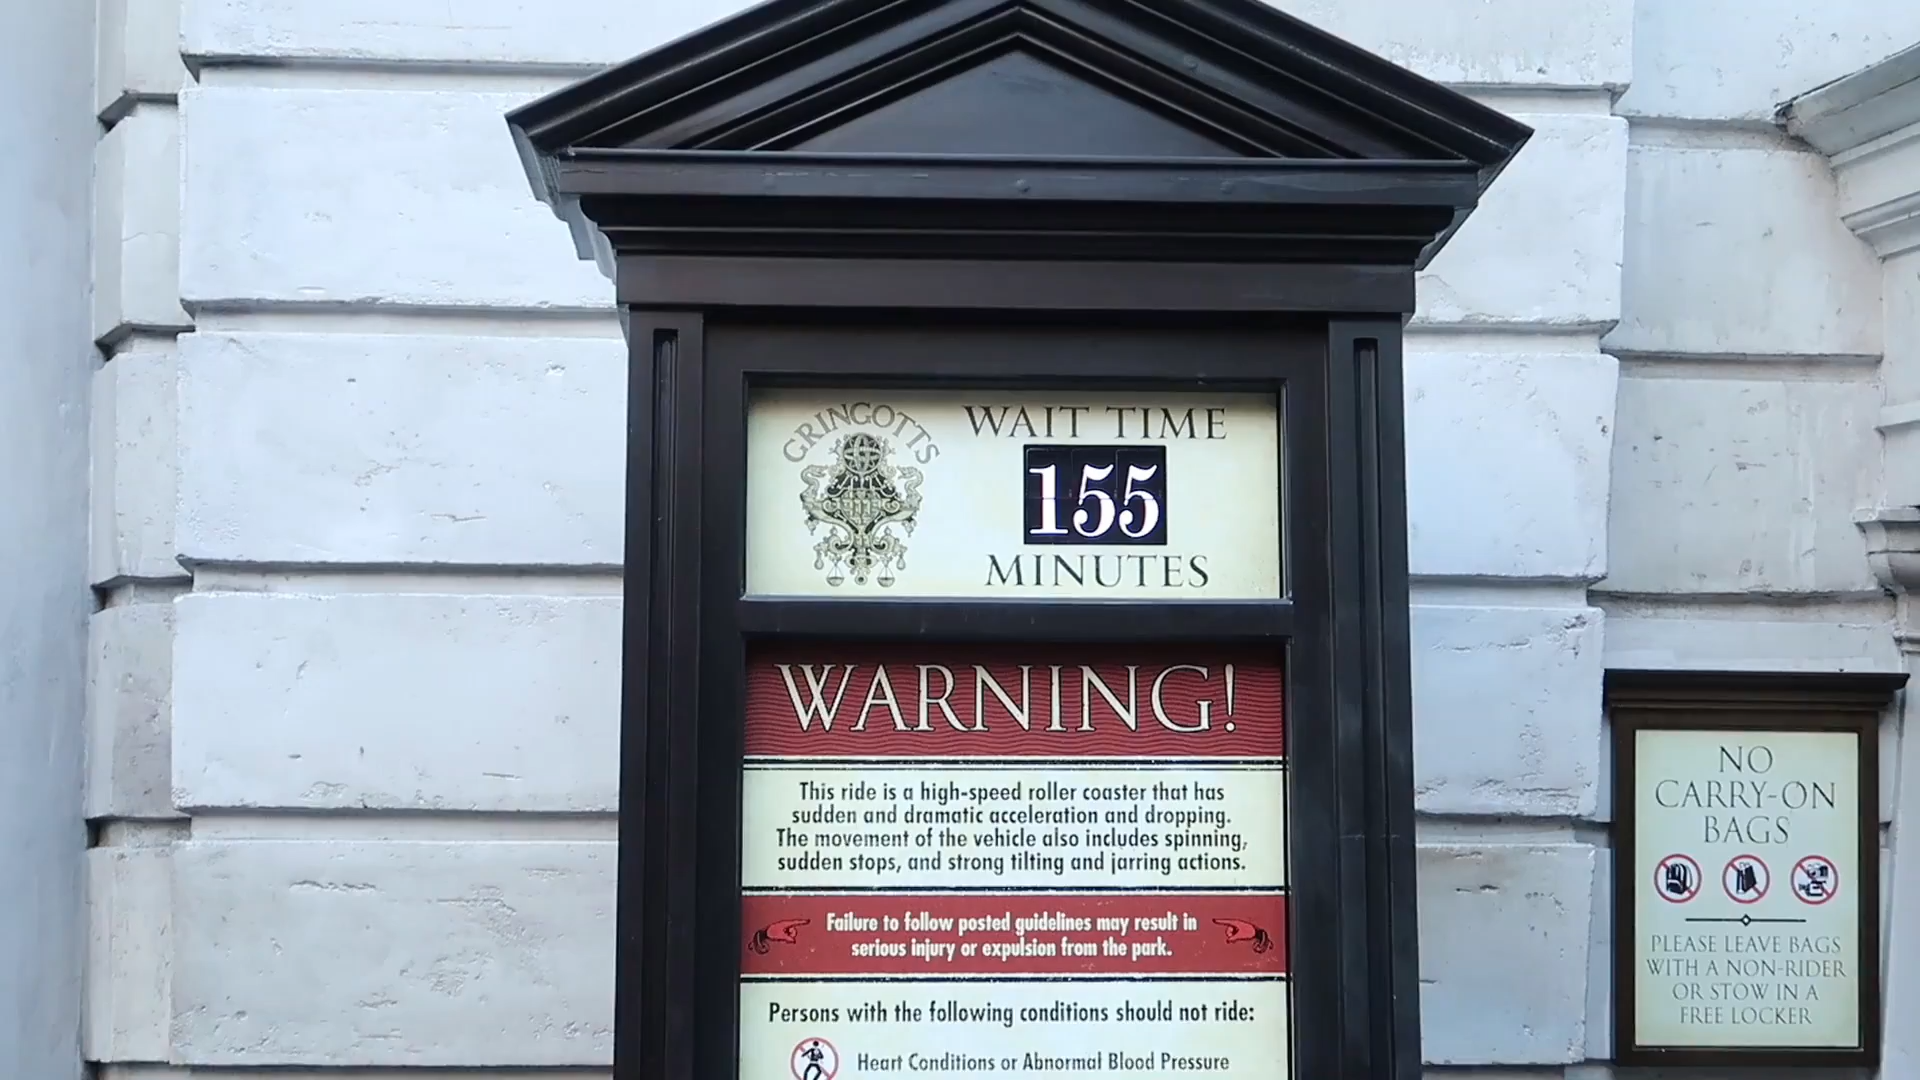 GRINGOTTS
WAIT TIME
155
MINUTES
WARNING!
This ride is a high-speed roller coaster that has
sudden and dramatic acceleration and dropping.
The movement of the vehicle also includes spinning,
sudden stops, and strong tilting and jarring actions.
Failure to follow posted guidelines may result in
serious injury or expulsion from the park.
Persons with the following conditions should not ride:
Heart Conditions or Abnormal Blood Pressure
NO
CARRY-ON
BAGS
PLEASE LEAVE BAGS
WITH A NON-RIDER
OR STOW IN A
FREE LOCKER